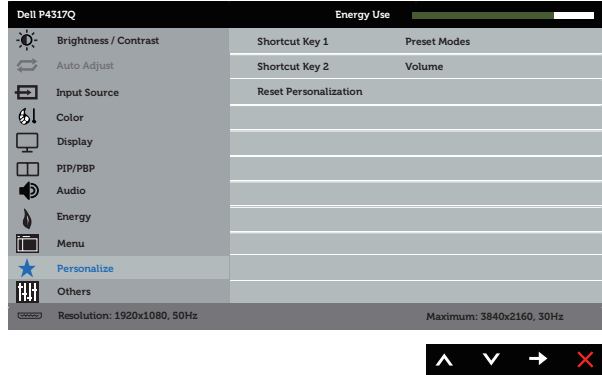 Dell P4317Q Energy Use
Brightness / Contrast Shortcut Key 1 Preset Modes
Auto Adjust Shortcut Key 2 Volume
Input Source Reset Personalization
Color
Display
PIP/PBP
Audio
Energy
Menu
Personalize
Others
Resolution: 1920x1080, 50Hz Maximum: 3840x2160, 30Hz